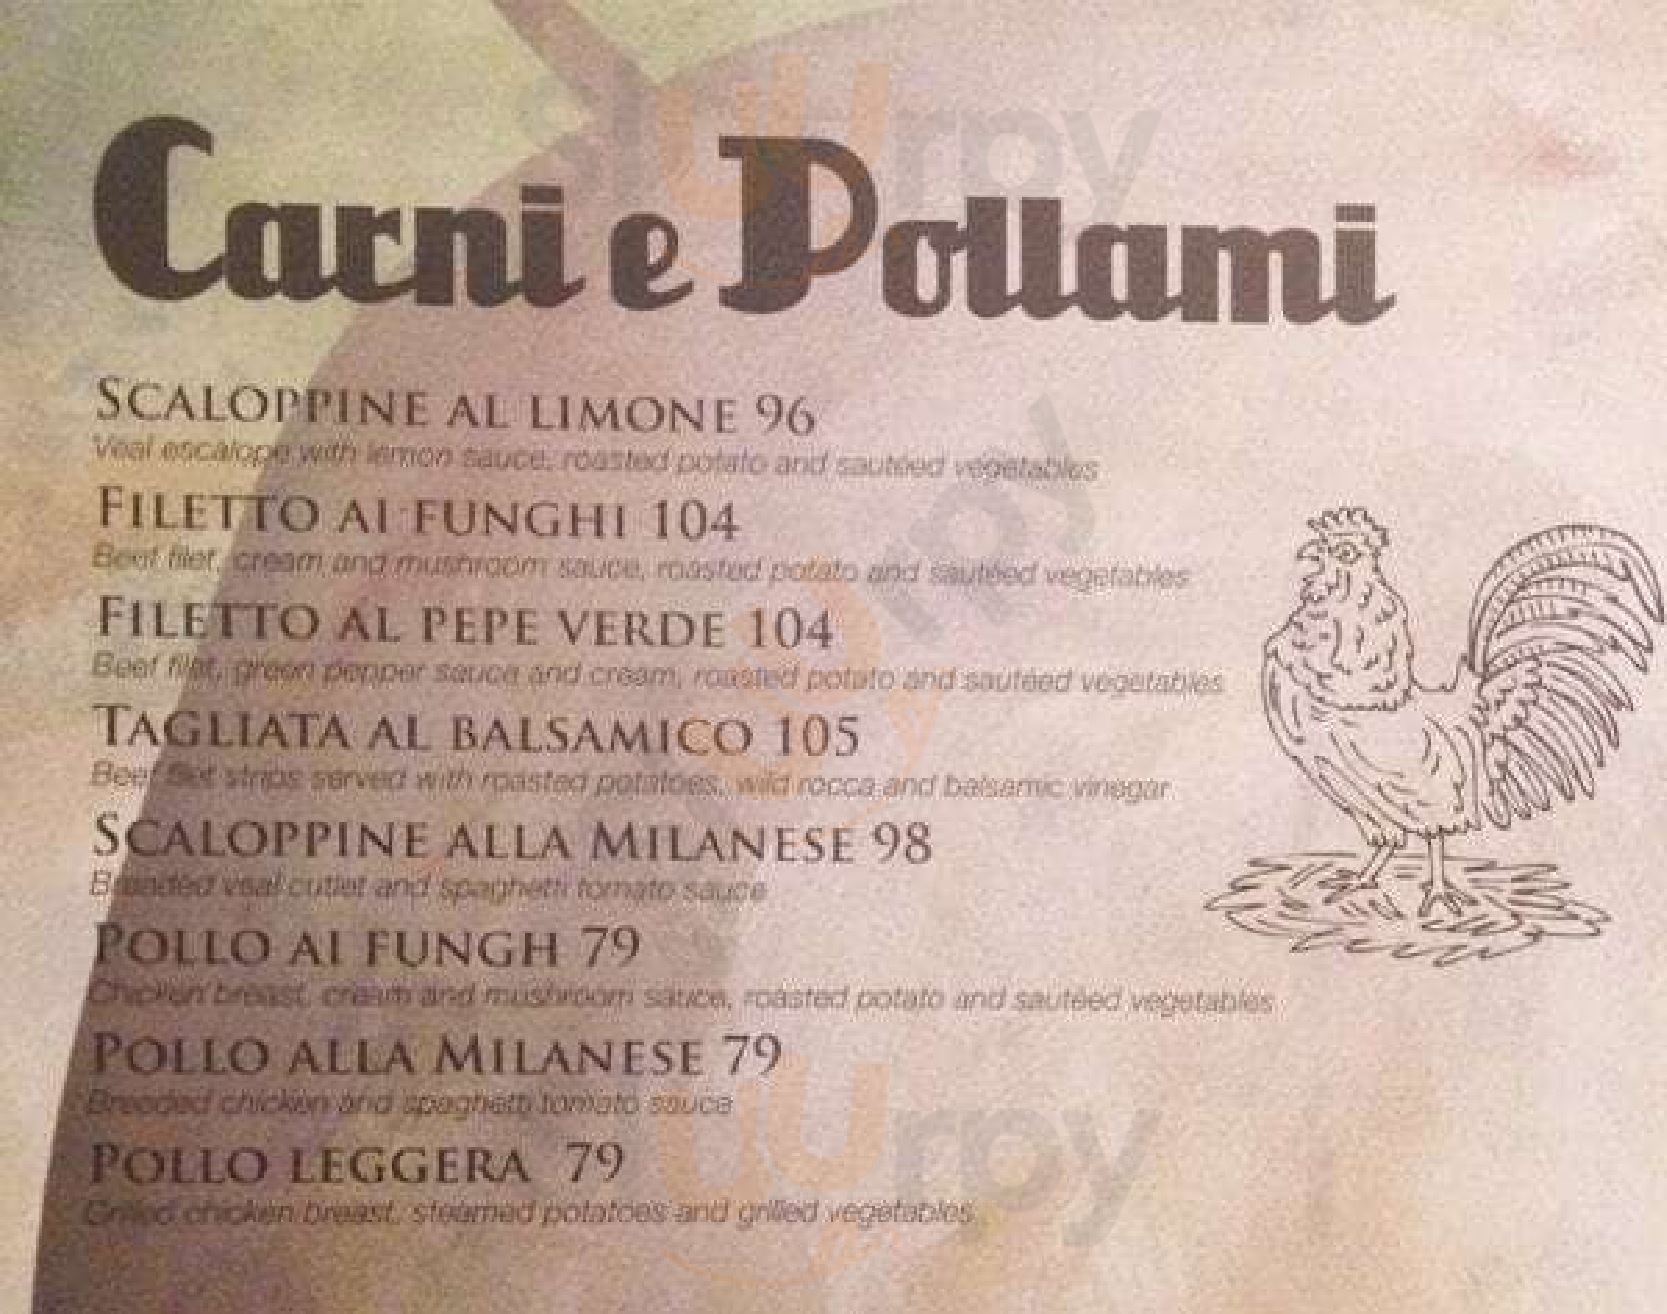 Carni e Pollami
SCALOPPINE AL LIMONE 96
Veal escalope with lemon sauce, roasted potato and sautéed vegetables
FILETTO AI FUNGHI 104
Beef filet, cream and mushroom sauce, roasted potato and sautéed vegetables
FILETTO AL PEPE VERDE 104
Beef filet, green pepper sauce and cream, roasted potato and sautéed vegetables
TAGLIATA AL BALSAMICO 105
Beef filet strips served with roasted potatoes, wild rocca and balsamic vinegar
SCALOPPINE ALLA MILANESE 98
Breaded veal cutlet and spaghetti tomato sauce
POLLO AI FUNGH 79
Chicken breast, cream and mushroom sauce, roasted potato and sautéed vegetables
POLLO ALLA MILANESE 79
Breeded chicken and spaghetti tomato sauce
POLLO LEGGERA 79
Grilled chicken breast, steamed potatoes and grilled vegetables